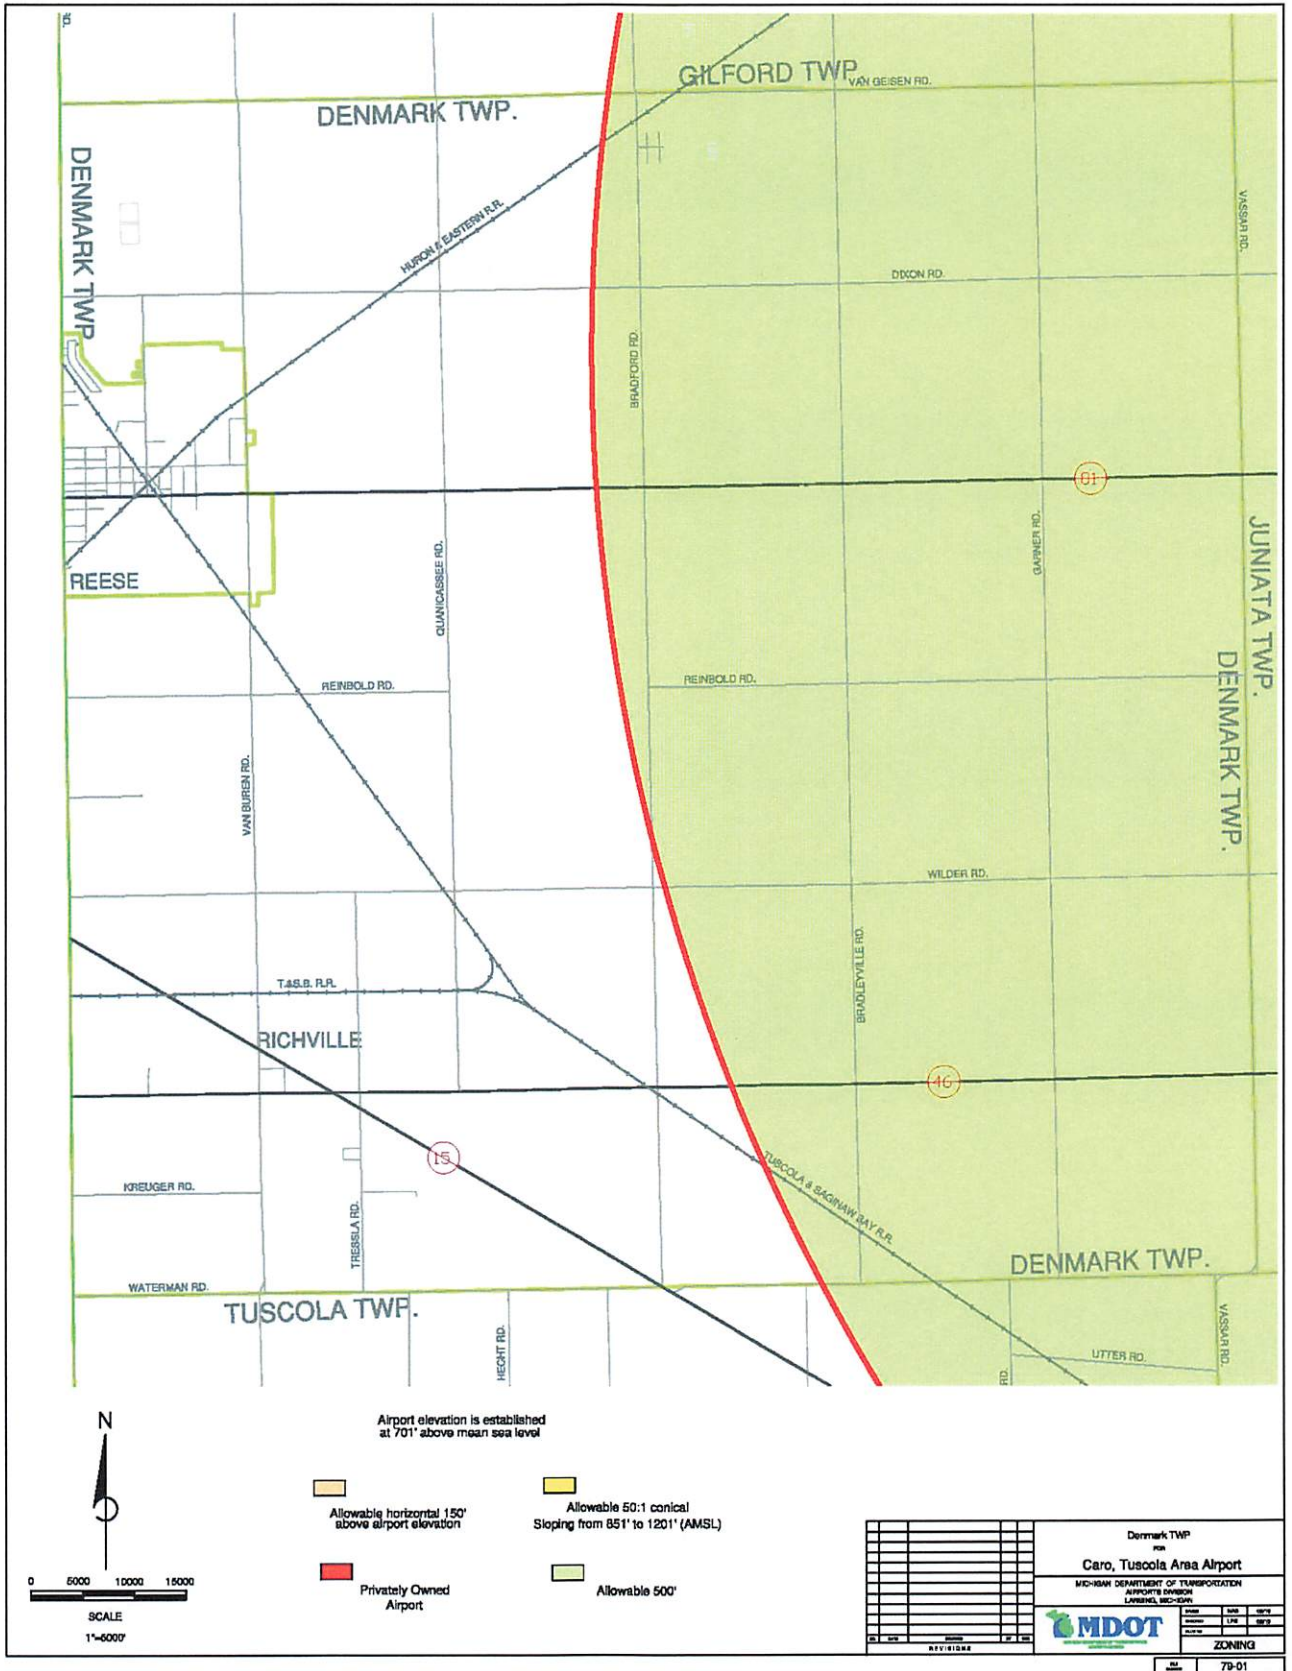 GILFORD TWP
VAN GEISEN RD.
DENMARK TWP.
DENMARK TWP
HURON & EASTERN R.R.
VASSAR RD.
DIXON RD.
BRADFORD RD.
81
GARNER RD.
QUANICASSEE RD.
REESE
JUNIATA TWP.
DENMARK TWP.
REINBOLD RD.
REINBOLD RD.
VAN BUREN RD.
WILDER RD.
BRADLEYVILLE RD.
T.&S.B. R.R.
RICHVILLE
46
15
TUSCOLA & SAGINAW BAY R.R.
KREUGER RD.
TRESSLA RD.
DENMARK TWP.
WATERMAN RD.
TUSCOLA TWP.
HECHT RD.
VASSAR RD.
UTTER RD.
RD.
N
Airport elevation is established
at 701' above mean sea level
Allowable horizontal 150'
above airport elevation
Allowable 50:1 conical
Sloping from 851' to 1201' (AMSL)
Privately Owned
Airport
Allowable 500'
0 5000 10000 15000
SCALE
1"=6000'
Denmark TWP
FOR
Caro, Tuscola Area Airport
MICHIGAN DEPARTMENT OF TRANSPORTATION
AIRPORTS DIVISION
LANSING, MICHIGAN
MDOT
REVISIONS
ZONING
79-01